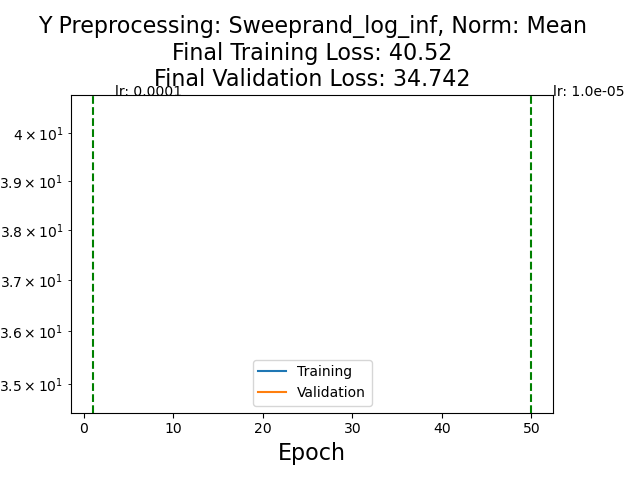 Y Preprocessing: Sweeprand_log_inf, Norm: Mean
Final Training Loss: 40.52
Final Validation Loss: 34.742
lr: 0.0001
lr: 1.0e-05
4 × 10¹
3.9 × 10¹
3.8 × 10¹
3.7 × 10¹
3.6 × 10¹
3.5 × 10¹
Training
Validation
0 10 20 30 40 50
Epoch